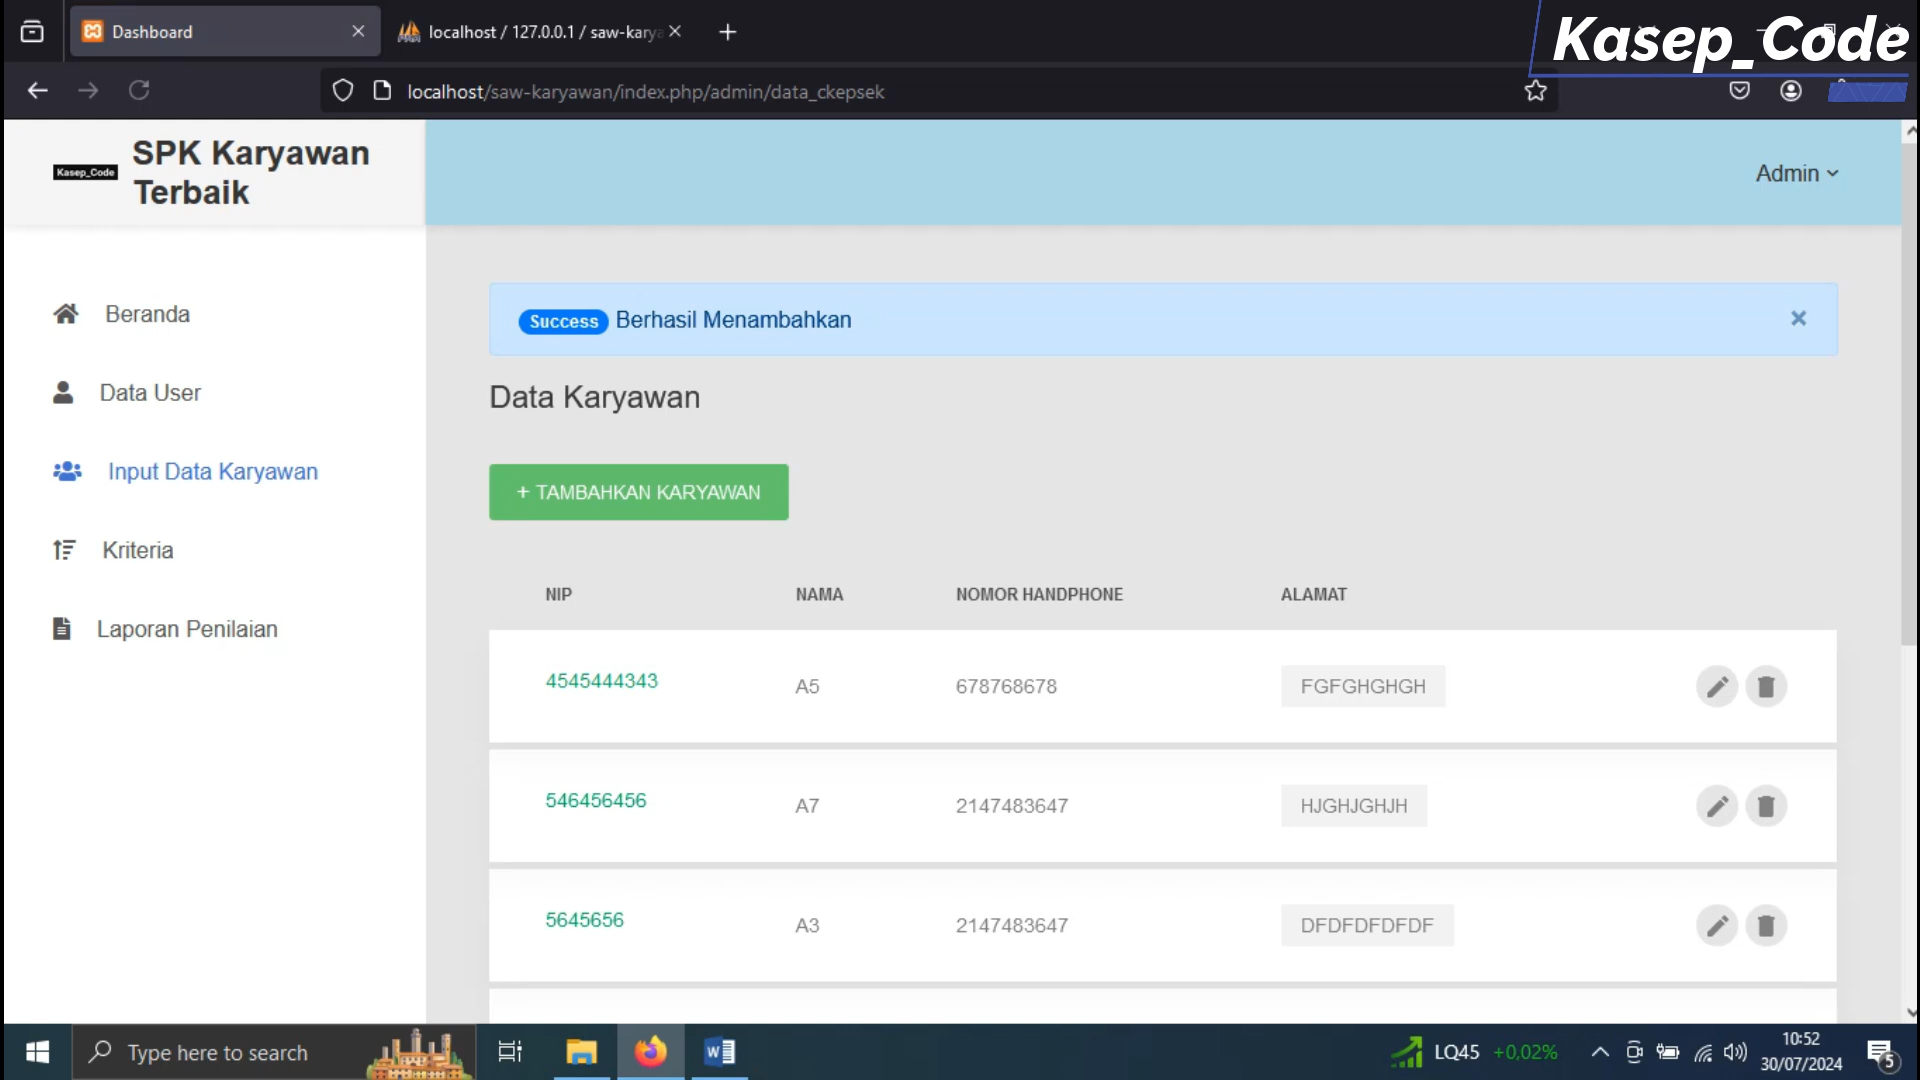 Dashboard
localhost / 127.0.0.1 / saw-karya
Kasep_Code
localhost/saw-karyawan/index.php/admin/data_ckepsek
Kasep_Code
SPK Karyawan
Terbaik
Admin
Beranda
Data User
Input Data Karyawan
Kriteria
Laporan Penilaian
Success Berhasil Menambahkan
Data Karyawan
+ TAMBAHKAN KARYAWAN
NIP NAMA NOMOR HANDPHONE ALAMAT
4545444343 A5 678768678 FGFGHGHGH
546456456 A7 2147483647 HJGHJGHJH
5645656 A3 2147483647 DFDFDFDFDF
Type here to search
LQ45 +0,02%
10:52
30/07/2024
5